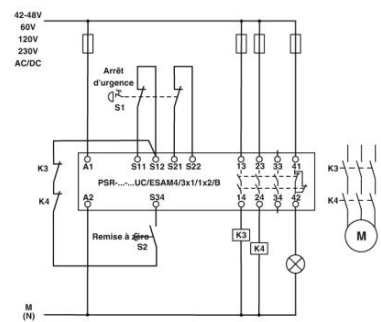 42-48V
60V
120V
230V
AC/DC
Arrêt
d'urgence
S1
K3
K4
A1
S11 S12 S21 S22
13 23 33 41
PSR-...-...UC/ESAM4/3x1/1x2/B
A2
S34
14 24 34 42
Remise à zéro
S2
K3
K4
K3
K4
M
M
(N)